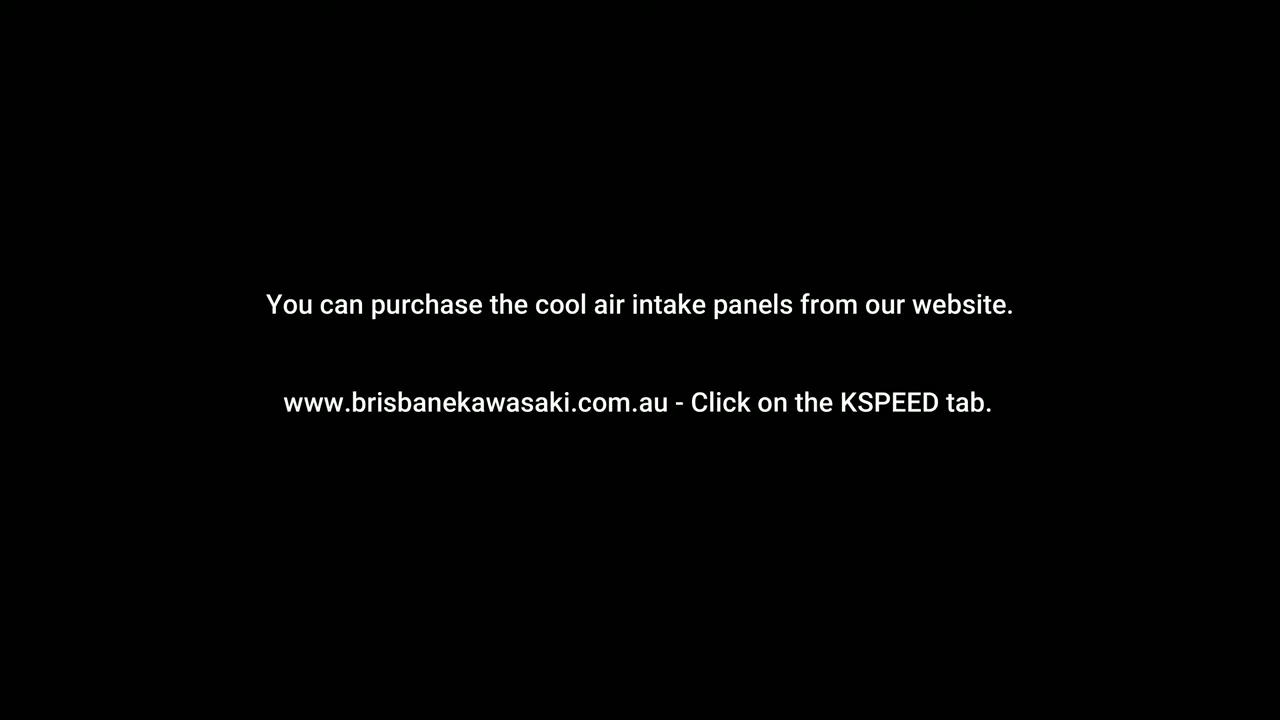 You can purchase the cool air intake panels from our website.
www.brisbanekawasaki.com.au - Click on the KSPEED tab.